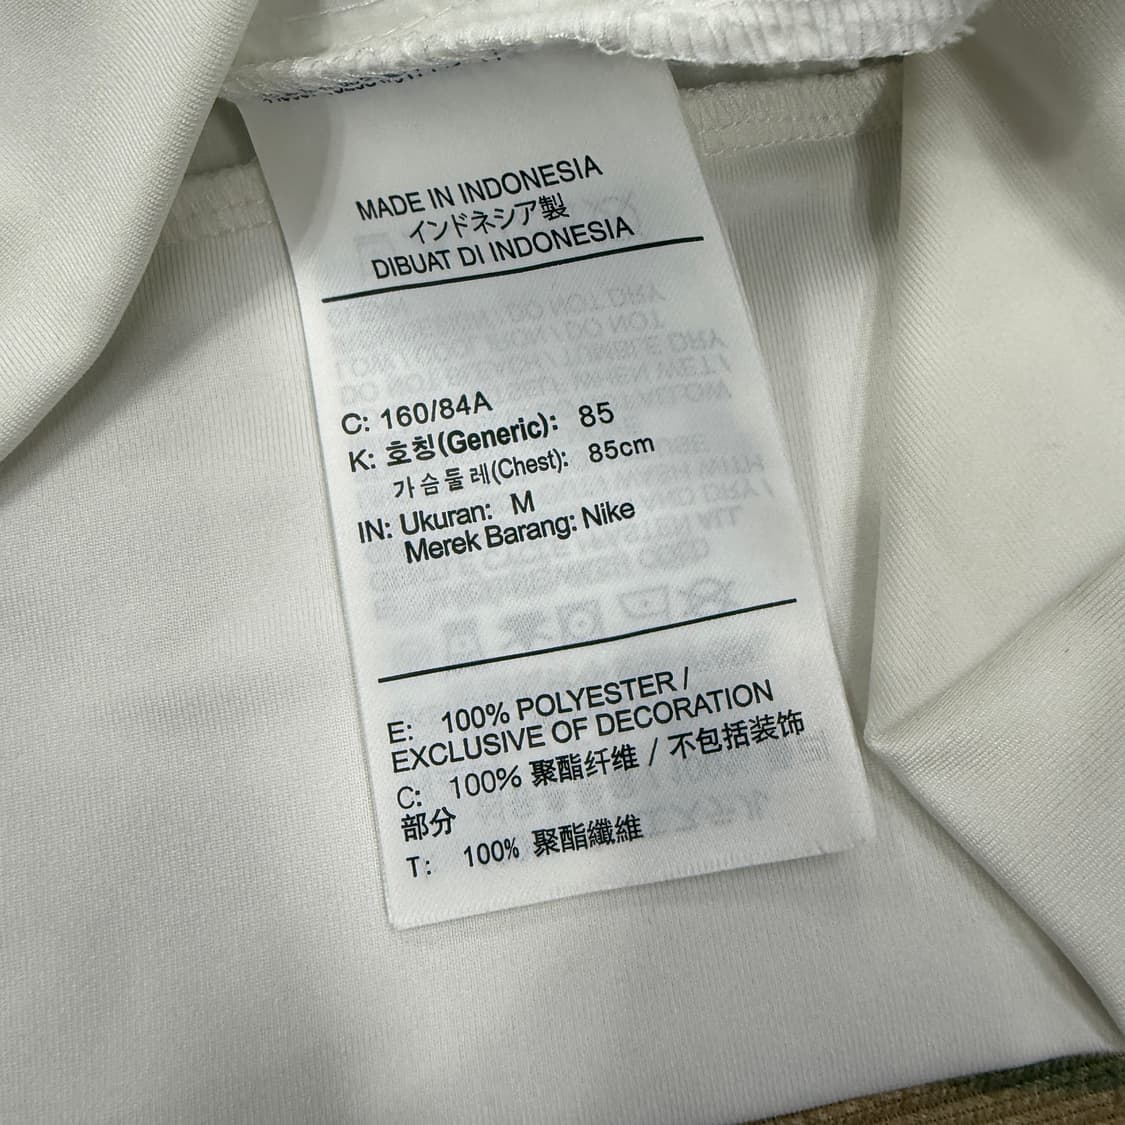 MADE IN INDONESIA
インドネシア製
DIBUAT DI INDONESIA
C: 160/84A
K: 호칭(Generic): 85
가슴둘레(Chest): 85cm
IN: Ukuran: M
Merek Barang: Nike
E: 100% POLYESTER /
EXCLUSIVE OF DECORATION
C: 100% 聚酯纤维 / 不包括装饰
部分
T: 100% 聚酯纖維